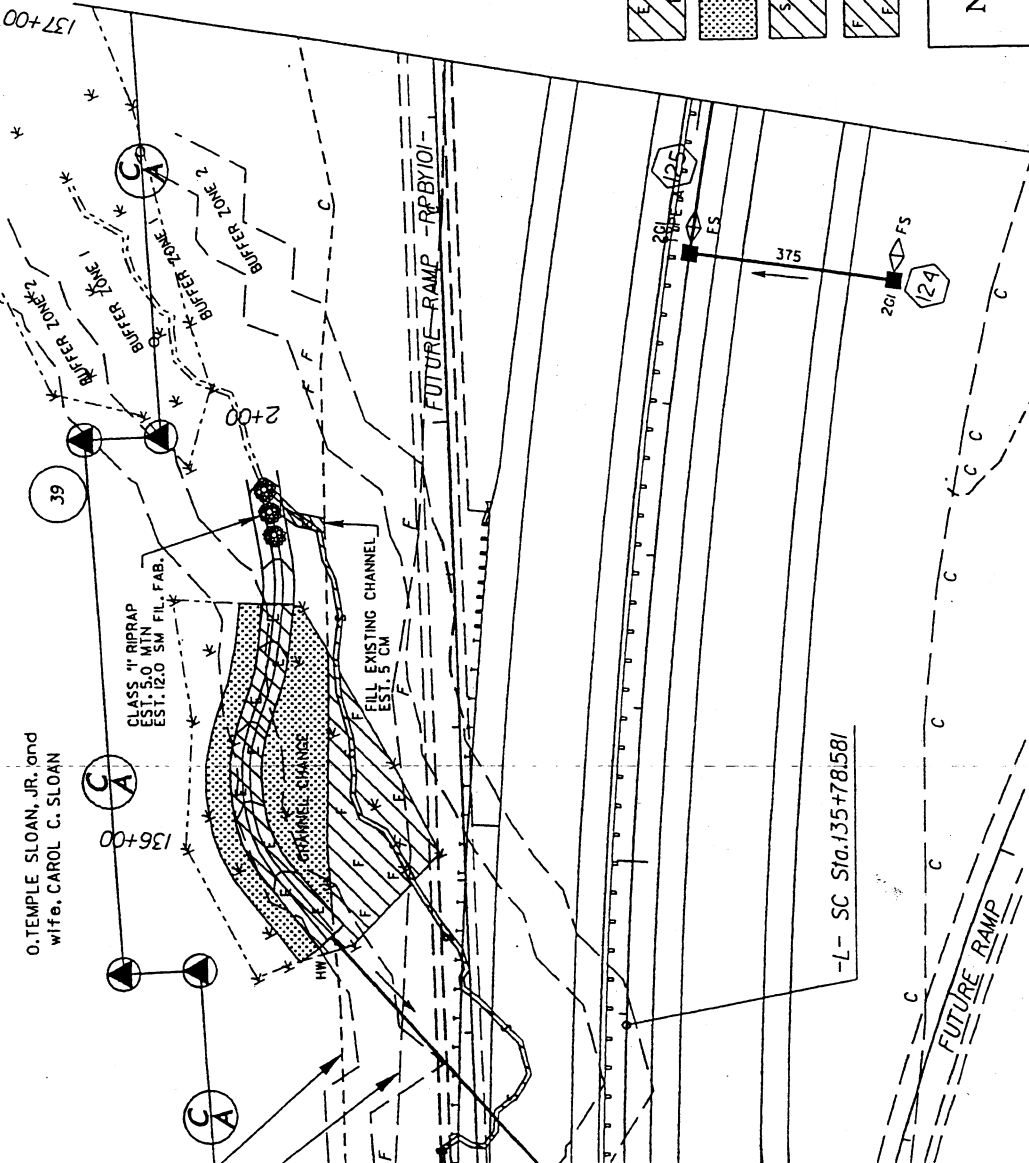 137+00
C
A
BUFFER ZONE 2
BUFFER ZONE 1
BUFFER ZONE 1
BUFFER ZONE 2
2+00
39
CLASS "I" RIPRAP
EST. 5.0 MTN
EST. 12.0 SM FIL. FAB.
FILL EXISTING CHANNEL
EST. 5 CM
O. TEMPLE SLOAN, JR. and
wife, CAROL C. SLOAN
C
A
136+00
CHANNEL CHANGE
HW
C
A
FUTURE RAMP -RPBY101-
125
2GI
FS
375
2GI
FS
124
-L- SC Sta.135+78.581
FUTURE RAMP
E
S
F
F
N
C
C
C
C
C
C
C
C
F
F
F
F
F
F
F
F
F
F
E
E
E
E
E